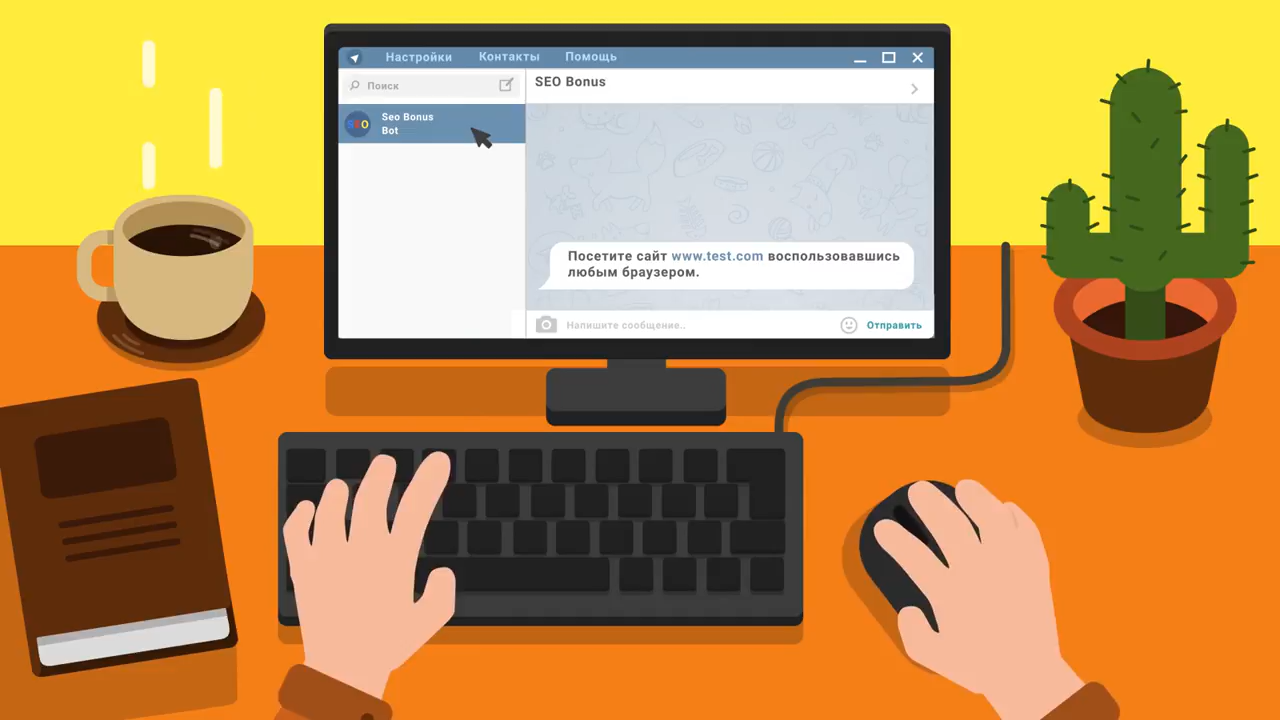 Настройки Контакты Помощь
Поиск
SEO Bonus
SEO
Seo Bonus
Bot
Посетите сайт www.test.com воспользовавшись
любым браузером.
Напишите сообщение..
Отправить